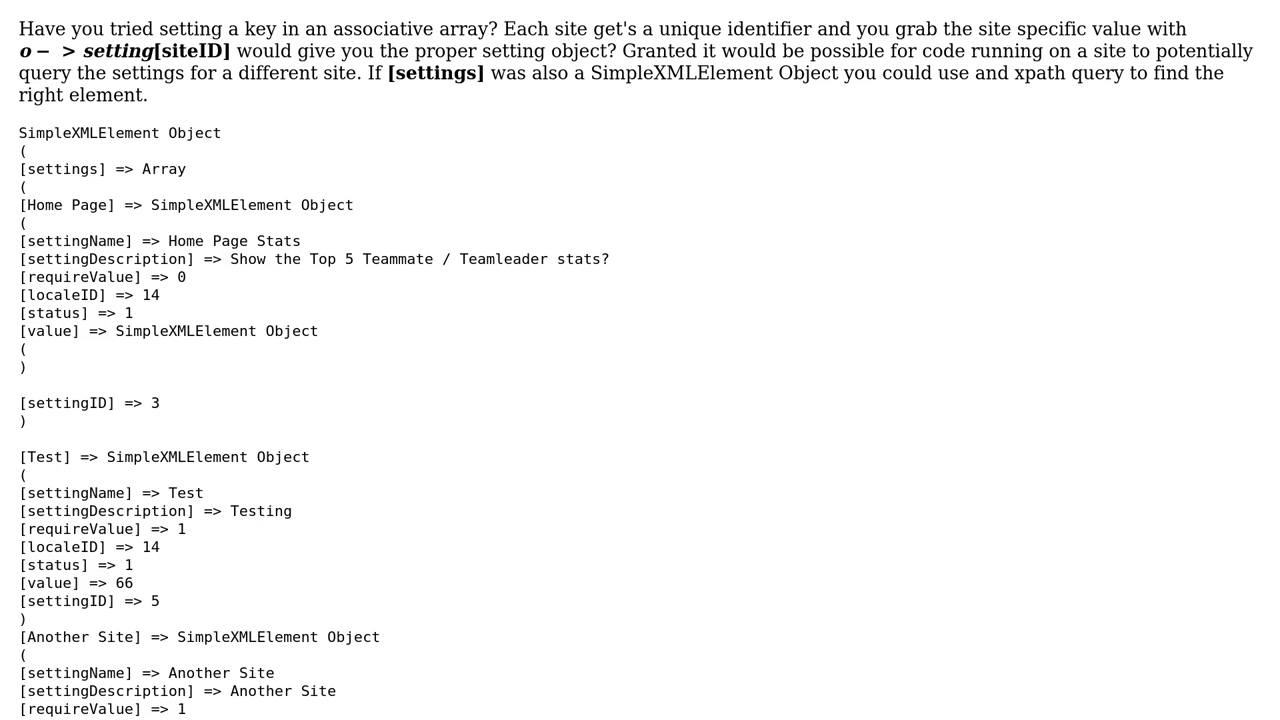 Have you tried setting a key in an associative array? Each site get's a unique identifier and you grab the site specific value with
o− > setting[siteID] would give you the proper setting object? Granted it would be possible for code running on a site to potentially
query the settings for a different site. If [settings] was also a SimpleXMLElement Object you could use and xpath query to find the
right element.
SimpleXMLElement Object
(
[settings] => Array
(
[Home Page] => SimpleXMLElement Object
(
[settingName] => Home Page Stats
[settingDescription] => Show the Top 5 Teammate / Teamleader stats?
[requireValue] => 0
[localeID] => 14
[status] => 1
[value] => SimpleXMLElement Object
(
)
[settingID] => 3
)
[Test] => SimpleXMLElement Object
(
[settingName] => Test
[settingDescription] => Testing
[requireValue] => 1
[localeID] => 14
[status] => 1
[value] => 66
[settingID] => 5
)
[Another Site] => SimpleXMLElement Object
(
[settingName] => Another Site
[settingDescription] => Another Site
[requireValue] => 1